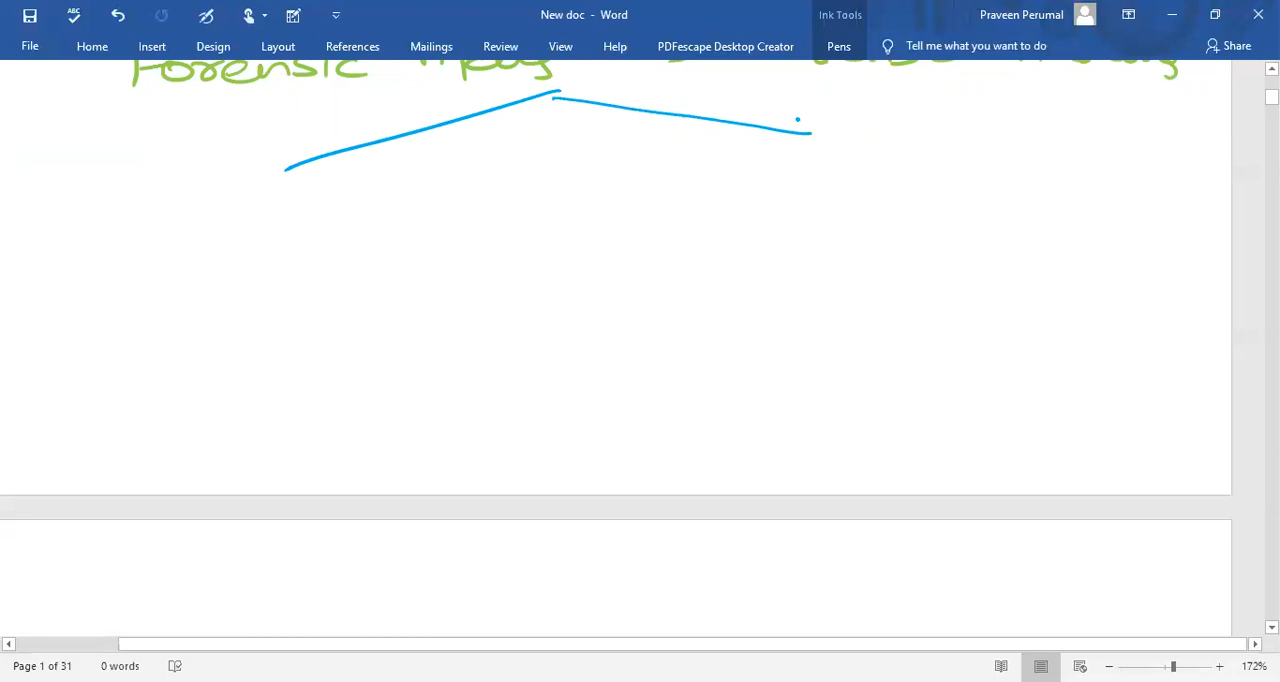 New doc - Word
Ink Tools
Praveen Perumal
File Home Insert Design Layout References Mailings Review View Help PDFescape Desktop Creator Pens Tell me what you want to do Share
Forensic
Page 1 of 31 0 words 172%